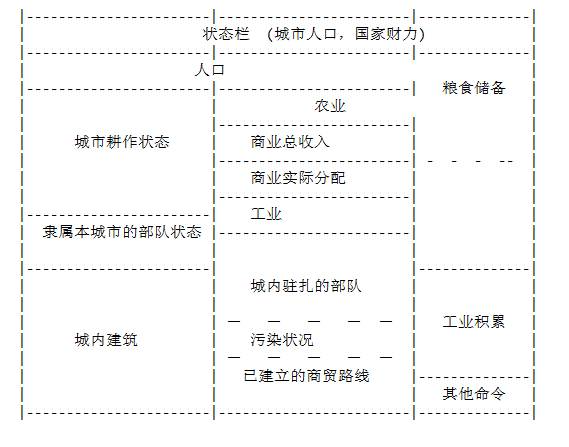 状态栏 (城市人口，国家财力)
人口
粮食储备
农业
城市耕作状态
商业总收入
商业实际分配
工业
隶属本城市的部队状态
城内驻扎的部队
工业积累
城内建筑
污染状况
已建立的商贸路线
其他命令